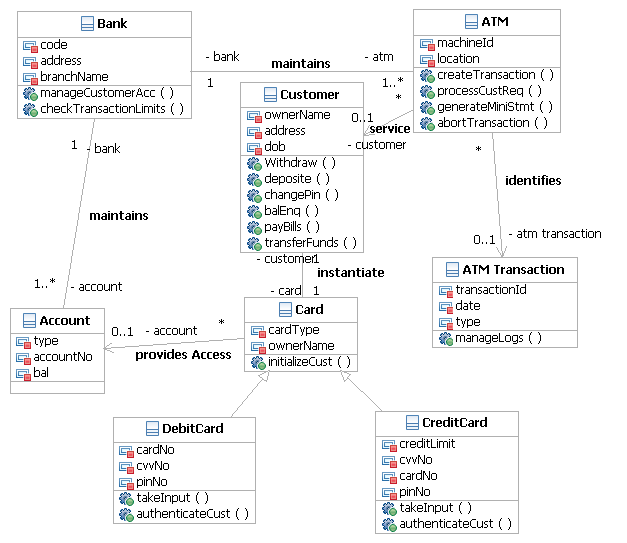 Bank
code
address
branchName
manageCustomerAcc ( )
checkTransactionLimits ( )
- bank
maintains
- atm
1
1..*
ATM
machineId
location
createTransaction ( )
processCustReq ( )
generateMiniStmt ( )
abortTransaction ( )
Customer
ownerName
address
dob
Withdraw ( )
deposite ( )
changePin ( )
balEnq ( )
payBills ( )
transferFunds ( )
*
0..1
service
- customer
1
- bank
maintains
1..*
- account
*
identifies
0..1
- atm transaction
- customer
1
instantiate
- card
1
ATM Transaction
transactionId
date
type
manageLogs ( )
Account
type
accountNo
bal
0..1
- account
*
provides Access
Card
cardType
ownerName
initializeCust ( )
DebitCard
cardNo
cvvNo
pinNo
takeInput ( )
authenticateCust ( )
CreditCard
creditLimit
cvvNo
cardNo
pinNo
takeInput ( )
authenticateCust ( )